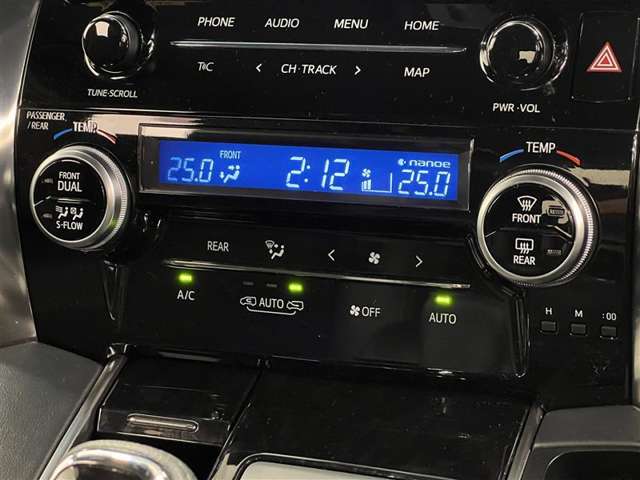 PHONE AUDIO MENU HOME
CH·TRACK MAP
TUNE·SCROLL
PWR·VOL
PASSENGER/REAR
TEMP
TEMP
FRONT DUAL
S-FLOW
25.0 FRONT 2:12 nanoe 25.0
FRONT
REAR
REAR
A/C AUTO OFF AUTO
H M :00